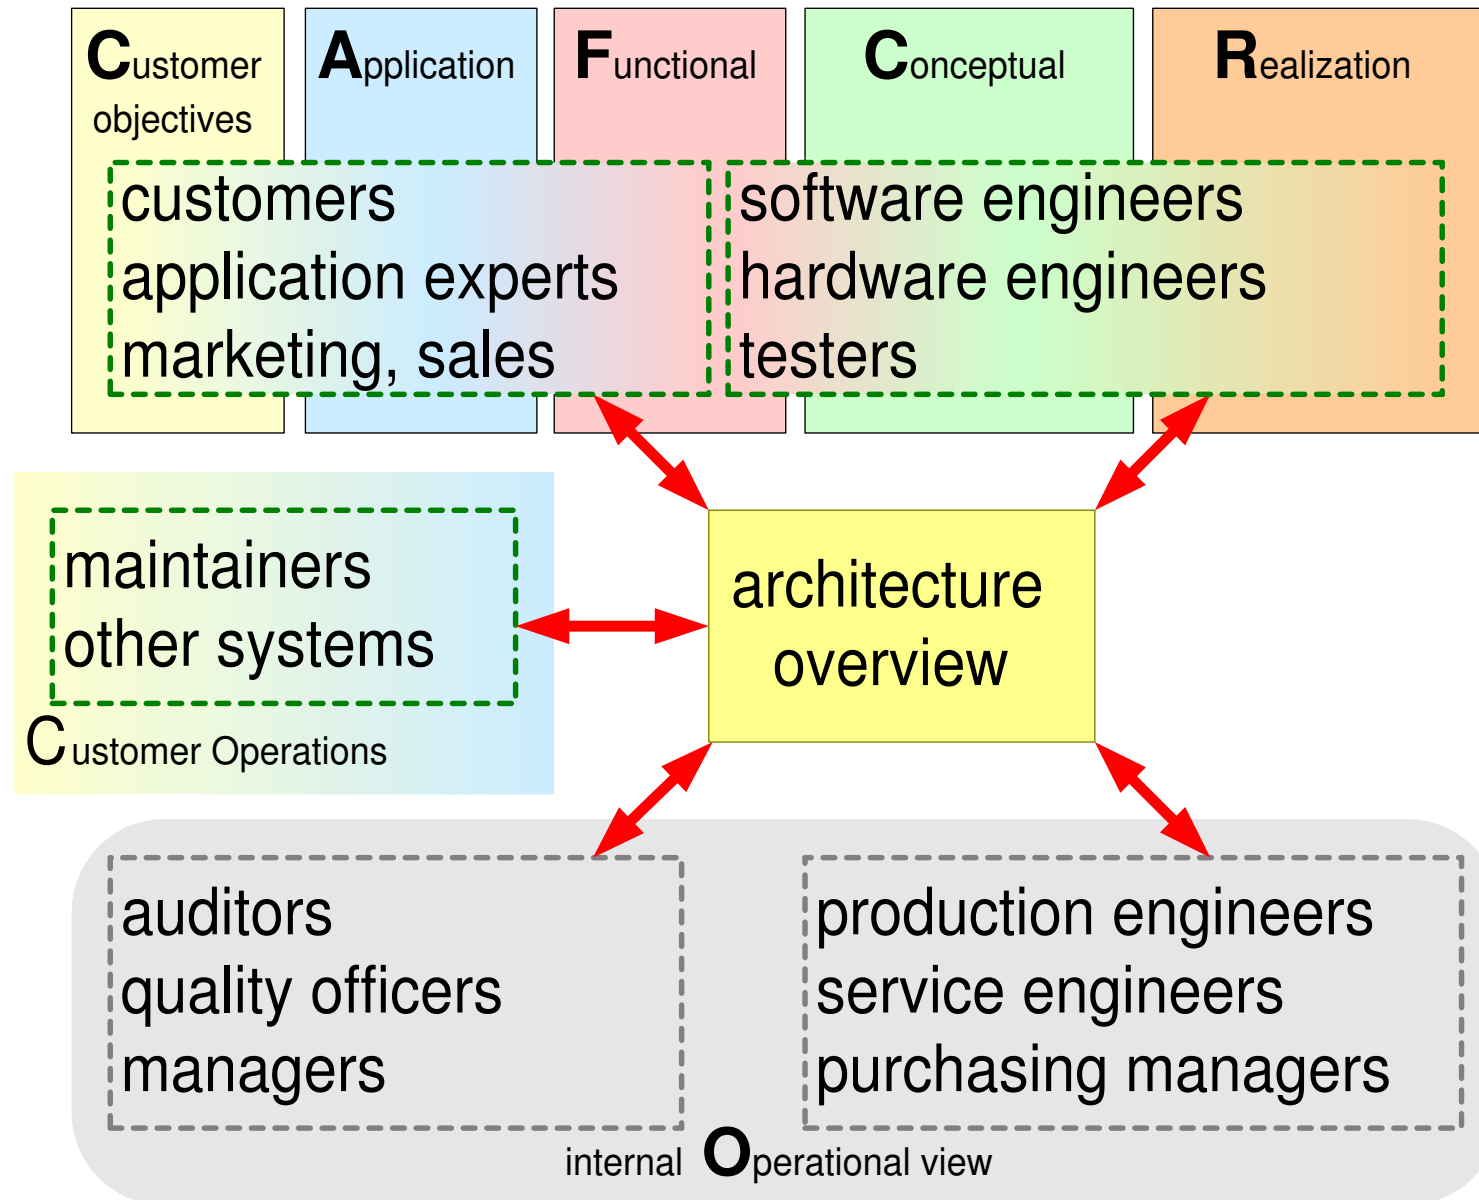 Customer
objectives
Application
Functional
Conceptual
Realization
customers
application experts
marketing, sales
software engineers
hardware engineers
testers
maintainers
other systems
Customer Operations
architecture
overview
auditors
quality officers
managers
production engineers
service engineers
purchasing managers
internal Operational view